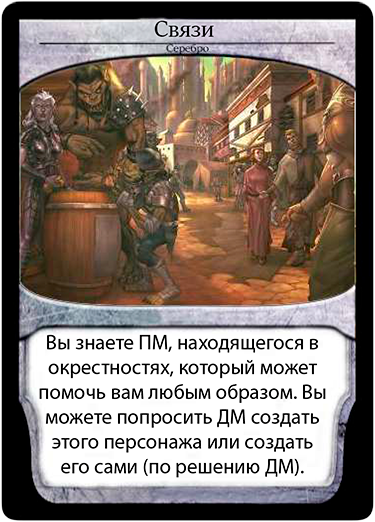 Связи
Серебро
Вы знаете ПМ, находящегося в
окрестностях, который может
помочь вам любым образом. Вы
можете попросить ДМ создать
этого персонажа или создать
его сами (по решению ДМ).